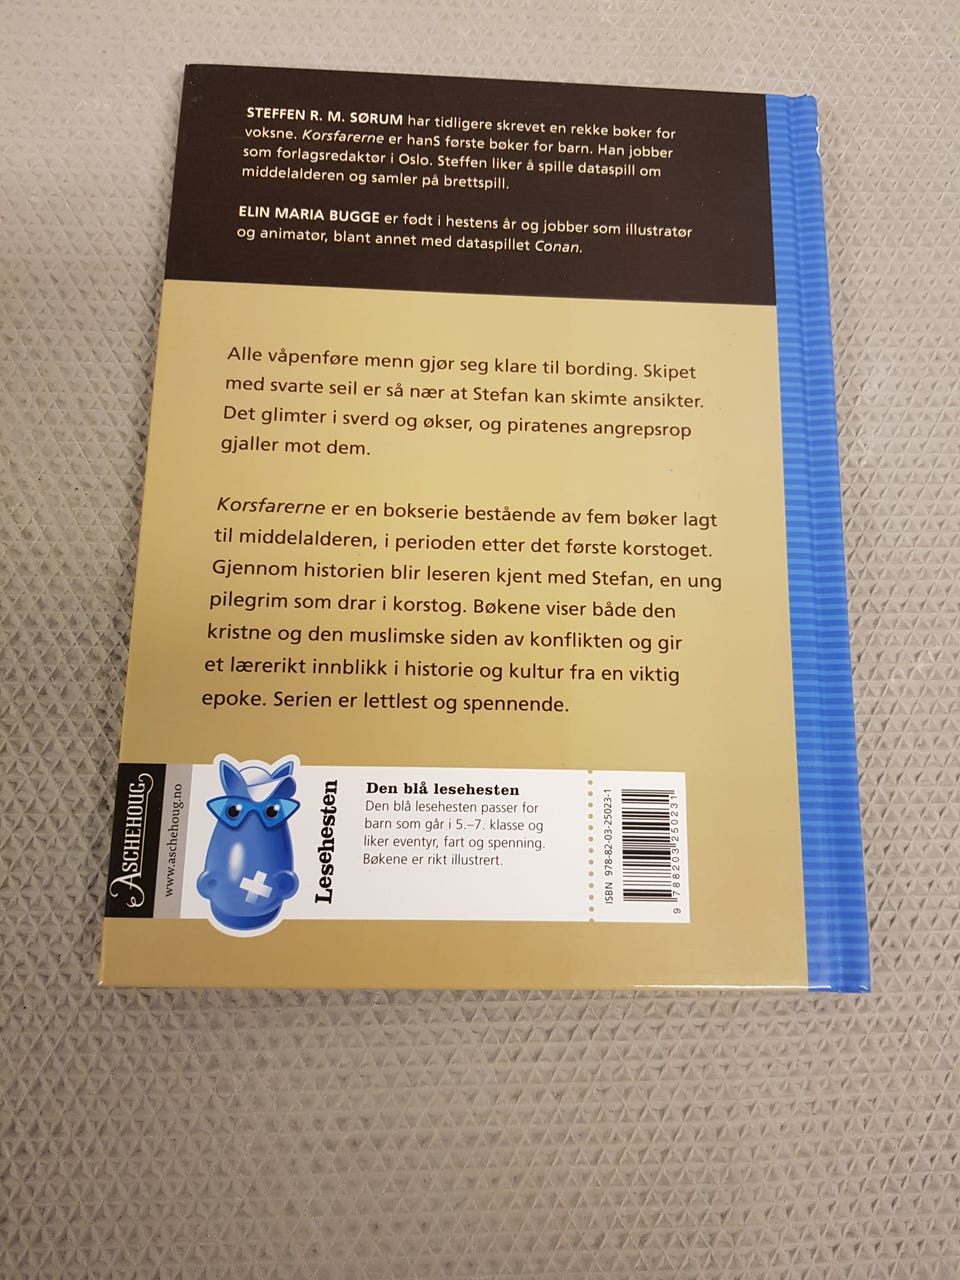 STEFFEN R. M. SØRUM har tidligere skrevet en rekke bøker for
voksne. Korsfarerne er hanS første bøker for barn. Han jobber
som forlagsredaktør i Oslo. Steffen liker å spille dataspill om
middelalderen og samler på brettspill.
ELIN MARIA BUGGE er født i hestens år og jobber som illustratør
og animatør, blant annet med dataspillet Conan.
Alle våpenføre menn gjør seg klare til bording. Skipet
med svarte seil er så nær at Stefan kan skimte ansikter.
Det glimter i sverd og økser, og piratenes angrepsrop
gjaller mot dem.
Korsfarerne er en bokserie bestående av fem bøker lagt
til middelalderen, i perioden etter det første korstoget.
Gjennom historien blir leseren kjent med Stefan, en ung
pilegrim som drar i korstog. Bøkene viser både den
kristne og den muslimske siden av konflikten og gir
et lærerikt innblikk i historie og kultur fra en viktig
epoke. Serien er lettlest og spennende.
ASCHEHOUG
www.aschehoug.no
Lesehesten
Den blå lesehesten
Den blå lesehesten passer for
barn som går i 5.–7. klasse og
liker eventyr, fart og spenning.
Bøkene er rikt illustrert.
ISBN 978-82-03-25023-1
9 788203 250231